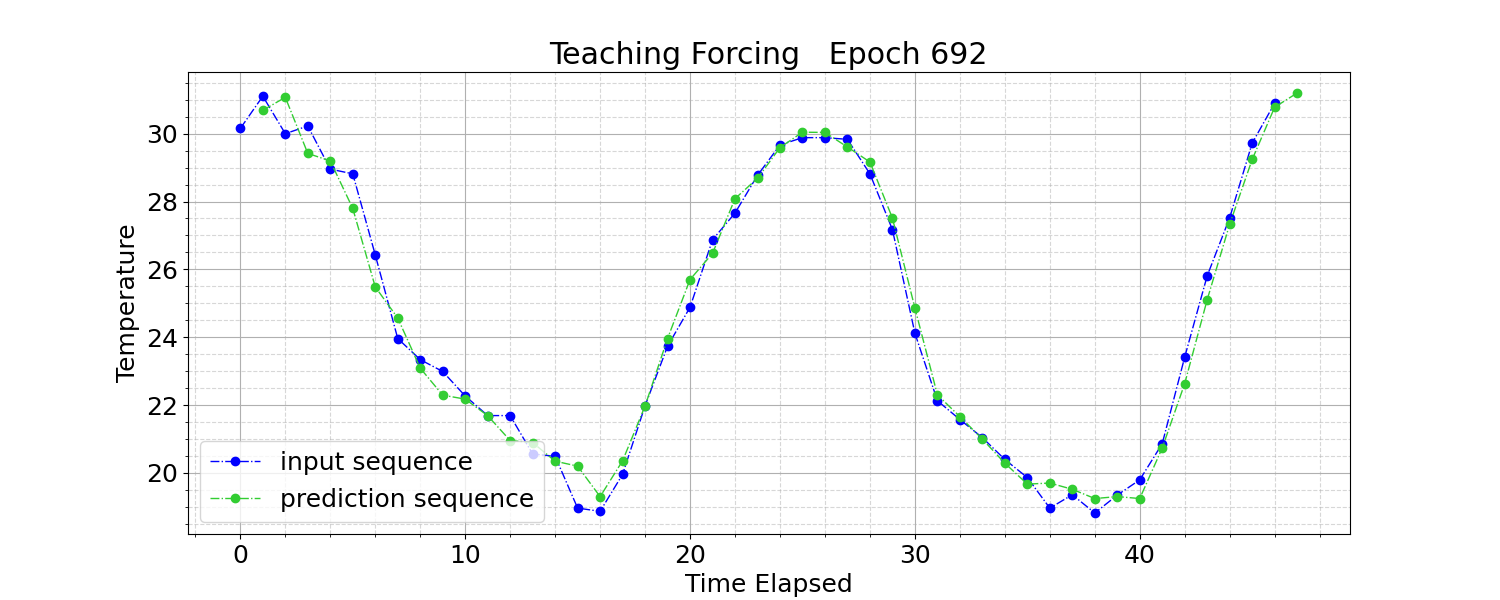 Teaching Forcing   Epoch 692
Temperature
30
28
26
24
22
20
input sequence
prediction sequence
0 10 20 30 40
Time Elapsed